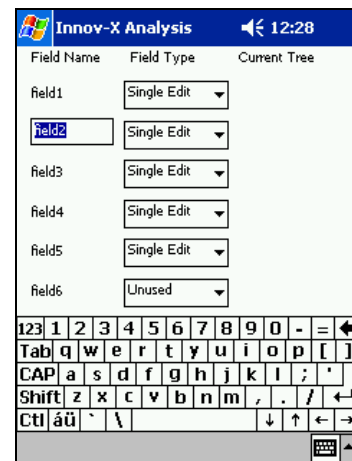 Innov-X Analysis 12:28
Field Name Field Type Current Tree
field1 Single Edit
field2 Single Edit
field3 Single Edit
field4 Single Edit
field5 Single Edit
field6 Unused
123 1 2 3 4 5 6 7 8 9 0 - =
Tab q w e r t y u i o p [ ]
CAP a s d f g h j k l ; '
Shift z x c v b n m , . /
Ctl áü ` \